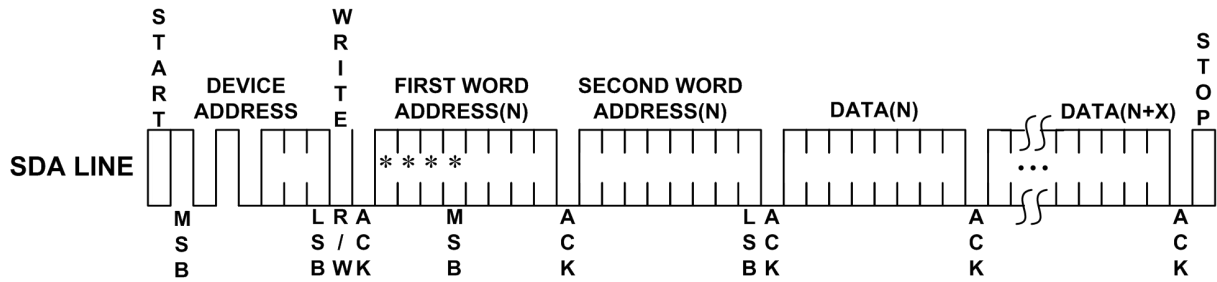 START
WRITE
STOP
DEVICE
ADDRESS
FIRST WORD
ADDRESS(N)
SECOND WORD
ADDRESS(N)
DATA(N)
DATA(N+X)
SDA LINE
* * * *
...
MSB
LSB
R/W
ACK
MSB
ACK
LSB
ACK
ACK
ACK